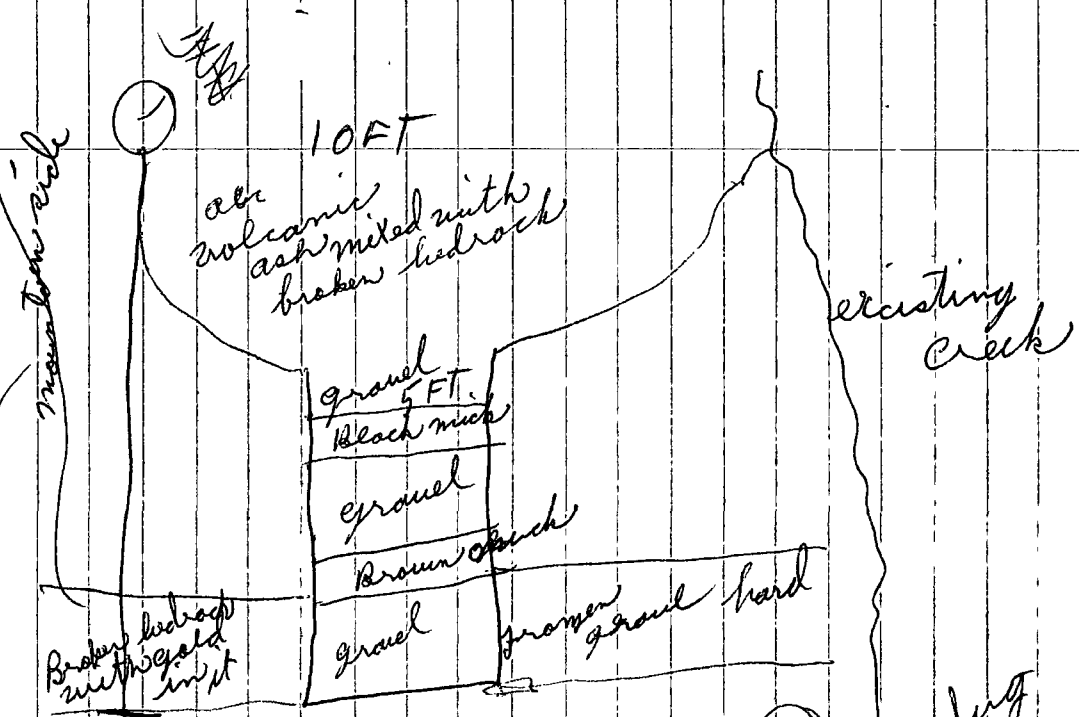 10FT
volcanic
ash mixed with
broken bedrock
mountain side
existing
creek
gravel
5FT.
Black muck
gravel
Brown muck
gravel
frozen
gravel hard
Broken bedrock
with gold
in it